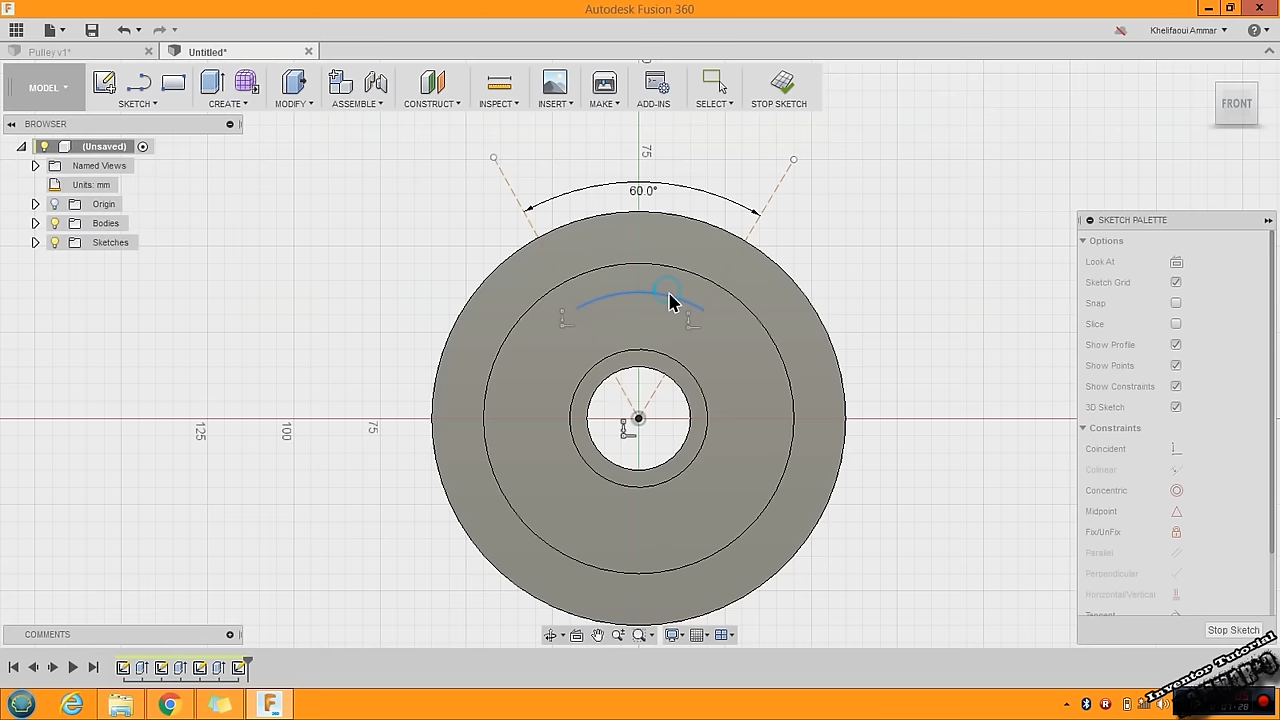 Autodesk Fusion 360
Khelifaoui Ammar
Pulley v1*
Untitled*
MODEL
SKETCH
CREATE
MODIFY
ASSEMBLE
CONSTRUCT
INSPECT
INSERT
MAKE
ADD-INS
SELECT
STOP SKETCH
FRONT
BROWSER
(Unsaved)
Named Views
Units: mm
Origin
Bodies
Sketches
75
60.0°
125
100
75
SKETCH PALETTE
Options
Look At
Sketch Grid
Snap
Slice
Show Profile
Show Points
Show Constraints
3D Sketch
Constraints
Coincident
Colinear
Concentric
Midpoint
Fix/UnFix
Parallel
Perpendicular
Horizontal/Vertical
Stop Sketch
COMMENTS
Inventor Tutorial